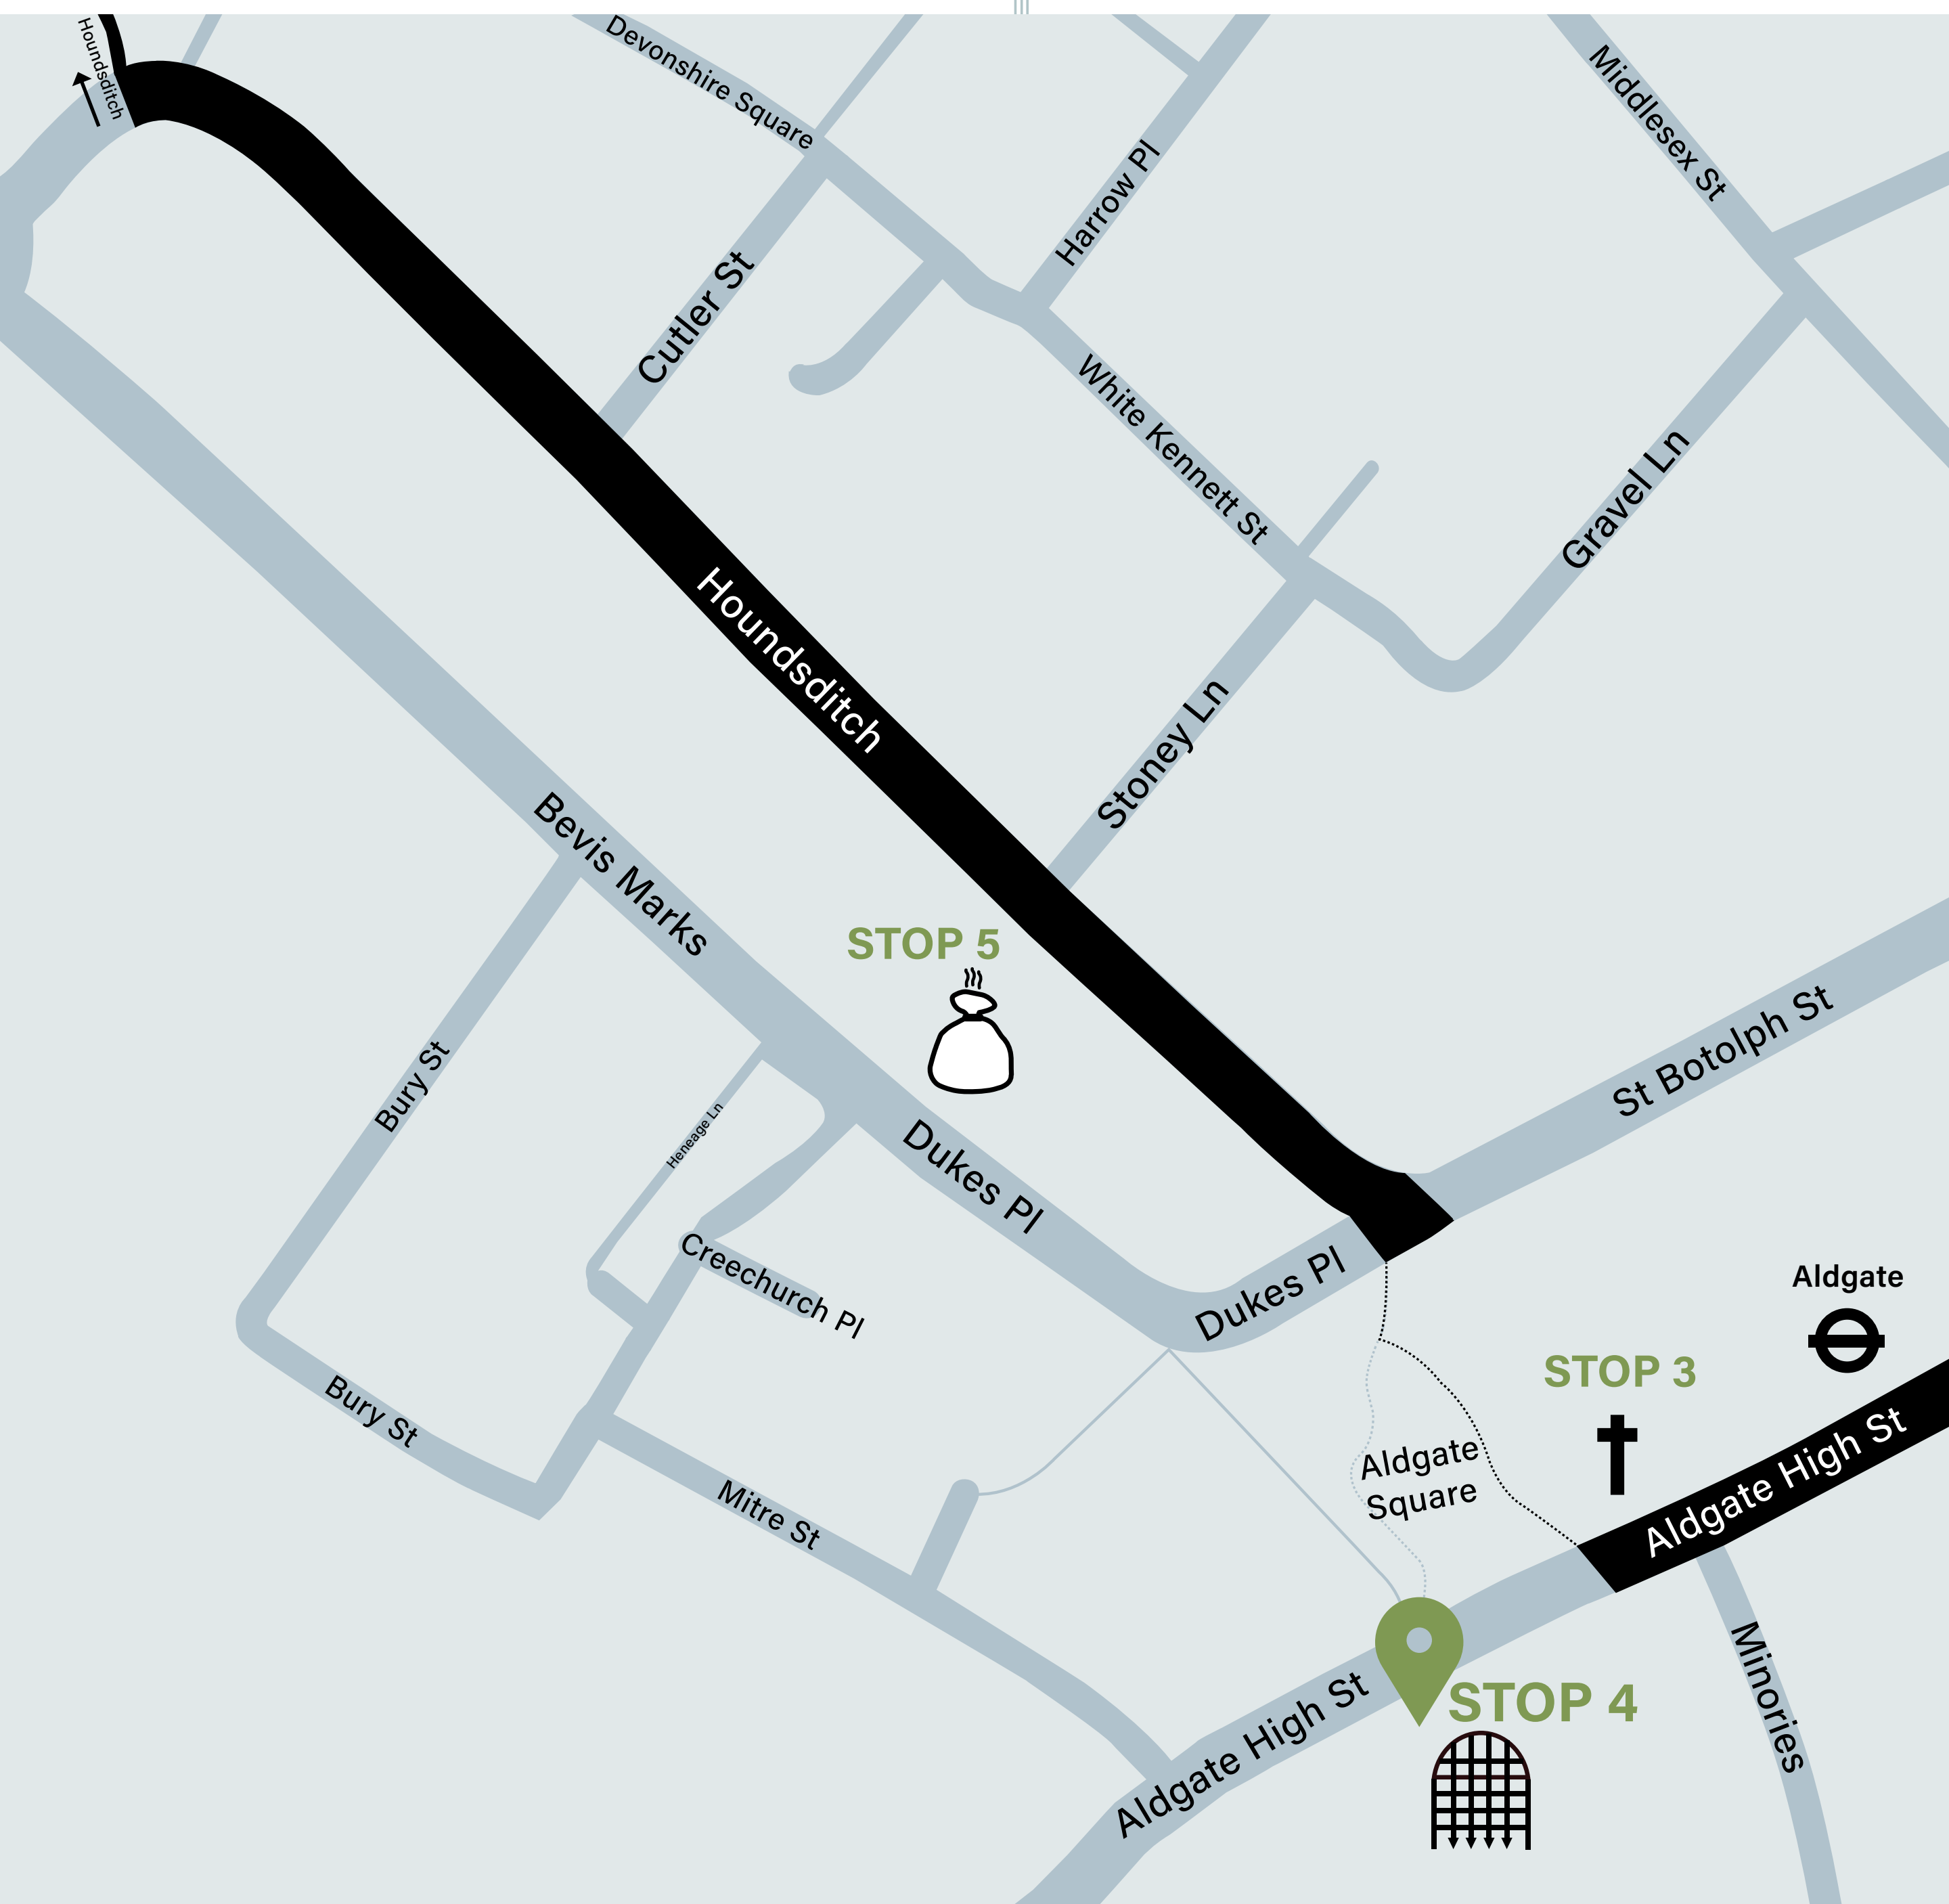 Houndsditch
Devonshire Square
Middlesex St
Harrow Pl
Cutler St
White Kennett St
Gravel Ln
Houndsditch
Stoney Ln
Bevis Marks
STOP 5
St Botolph St
Bury St
Heneage Ln
Dukes Pl
Creechurch Pl
Dukes Pl
Aldgate
STOP 3
Bury St
Aldgate
Square
Aldgate High St
Mitre St
Minories
STOP 4
Aldgate High St